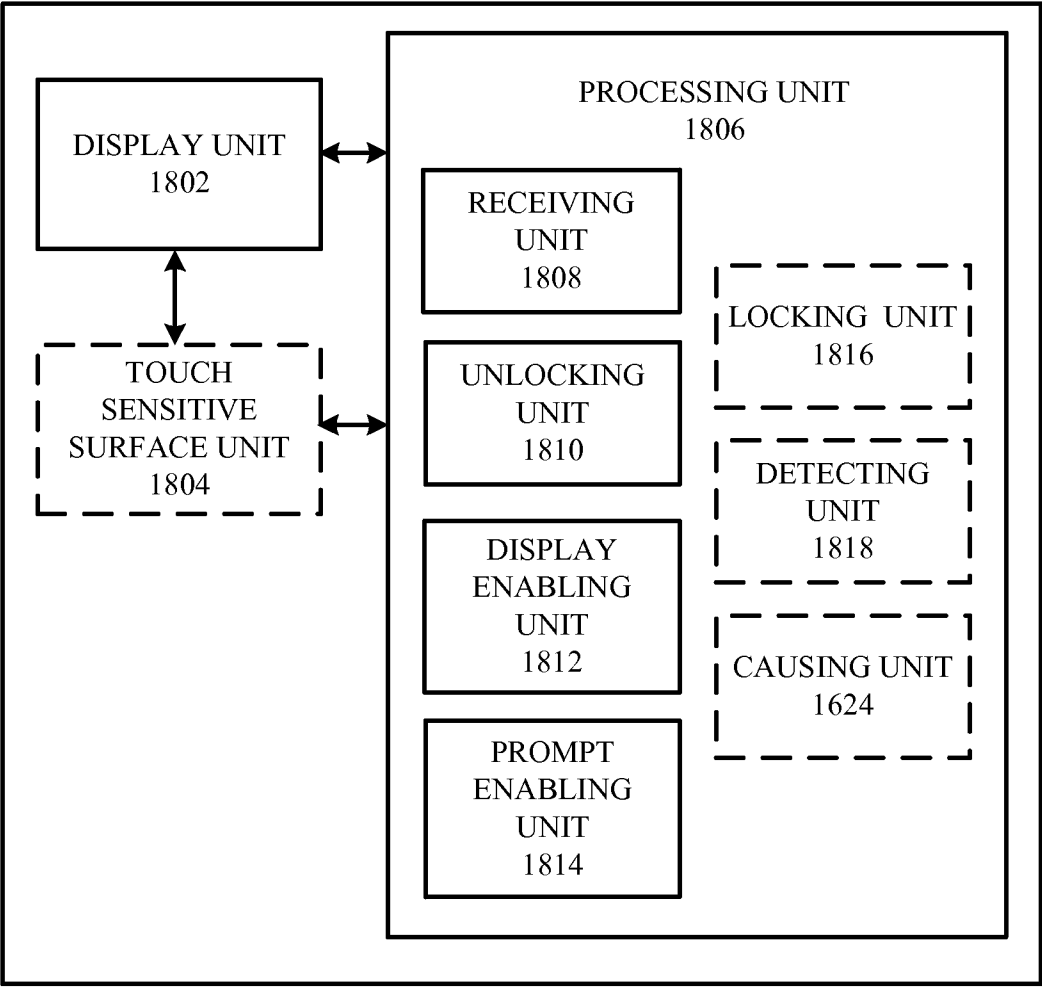 DISPLAY UNIT
1802
TOUCH
SENSITIVE
SURFACE UNIT
1804
PROCESSING UNIT
1806
RECEIVING
UNIT
1808
UNLOCKING
UNIT
1810
DISPLAY
ENABLING
UNIT
1812
PROMPT
ENABLING
UNIT
1814
LOCKING UNIT
1816
DETECTING
UNIT
1818
CAUSING UNIT
1624